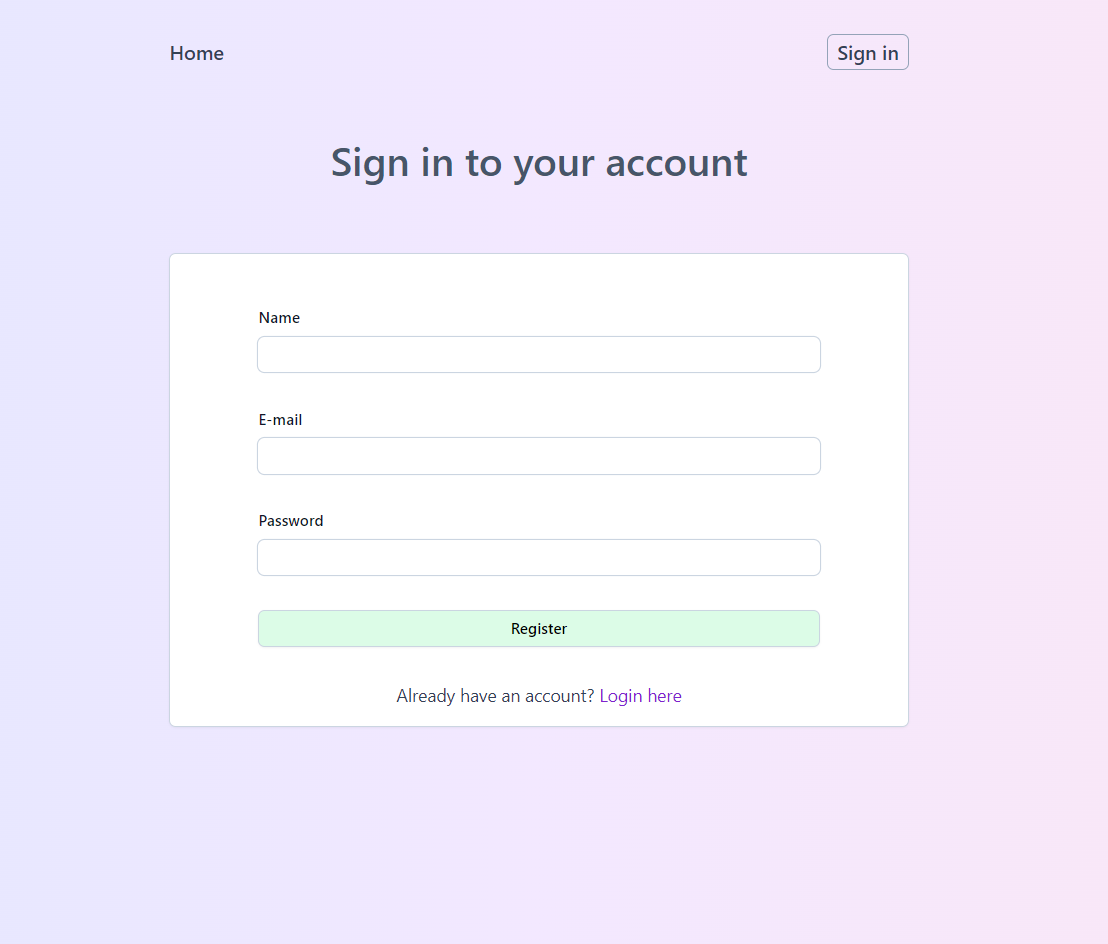 Home
Sign in
Sign in to your account
Name
E-mail
Password
Register
Already have an account? Login here